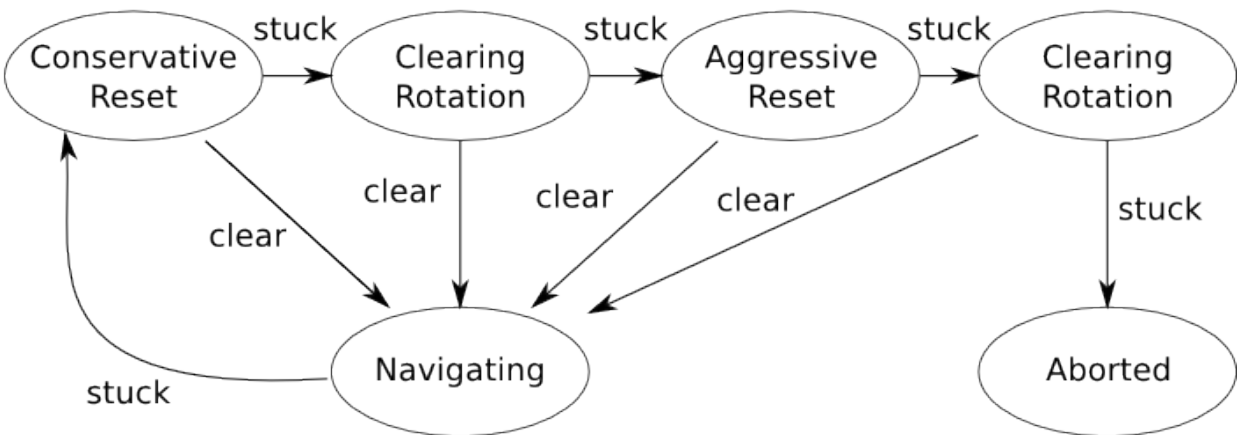 stuck
stuck
stuck
Conservative
Reset
Clearing
Rotation
Aggressive
Reset
Clearing
Rotation
clear
clear
clear
clear
stuck
Navigating
Aborted
stuck